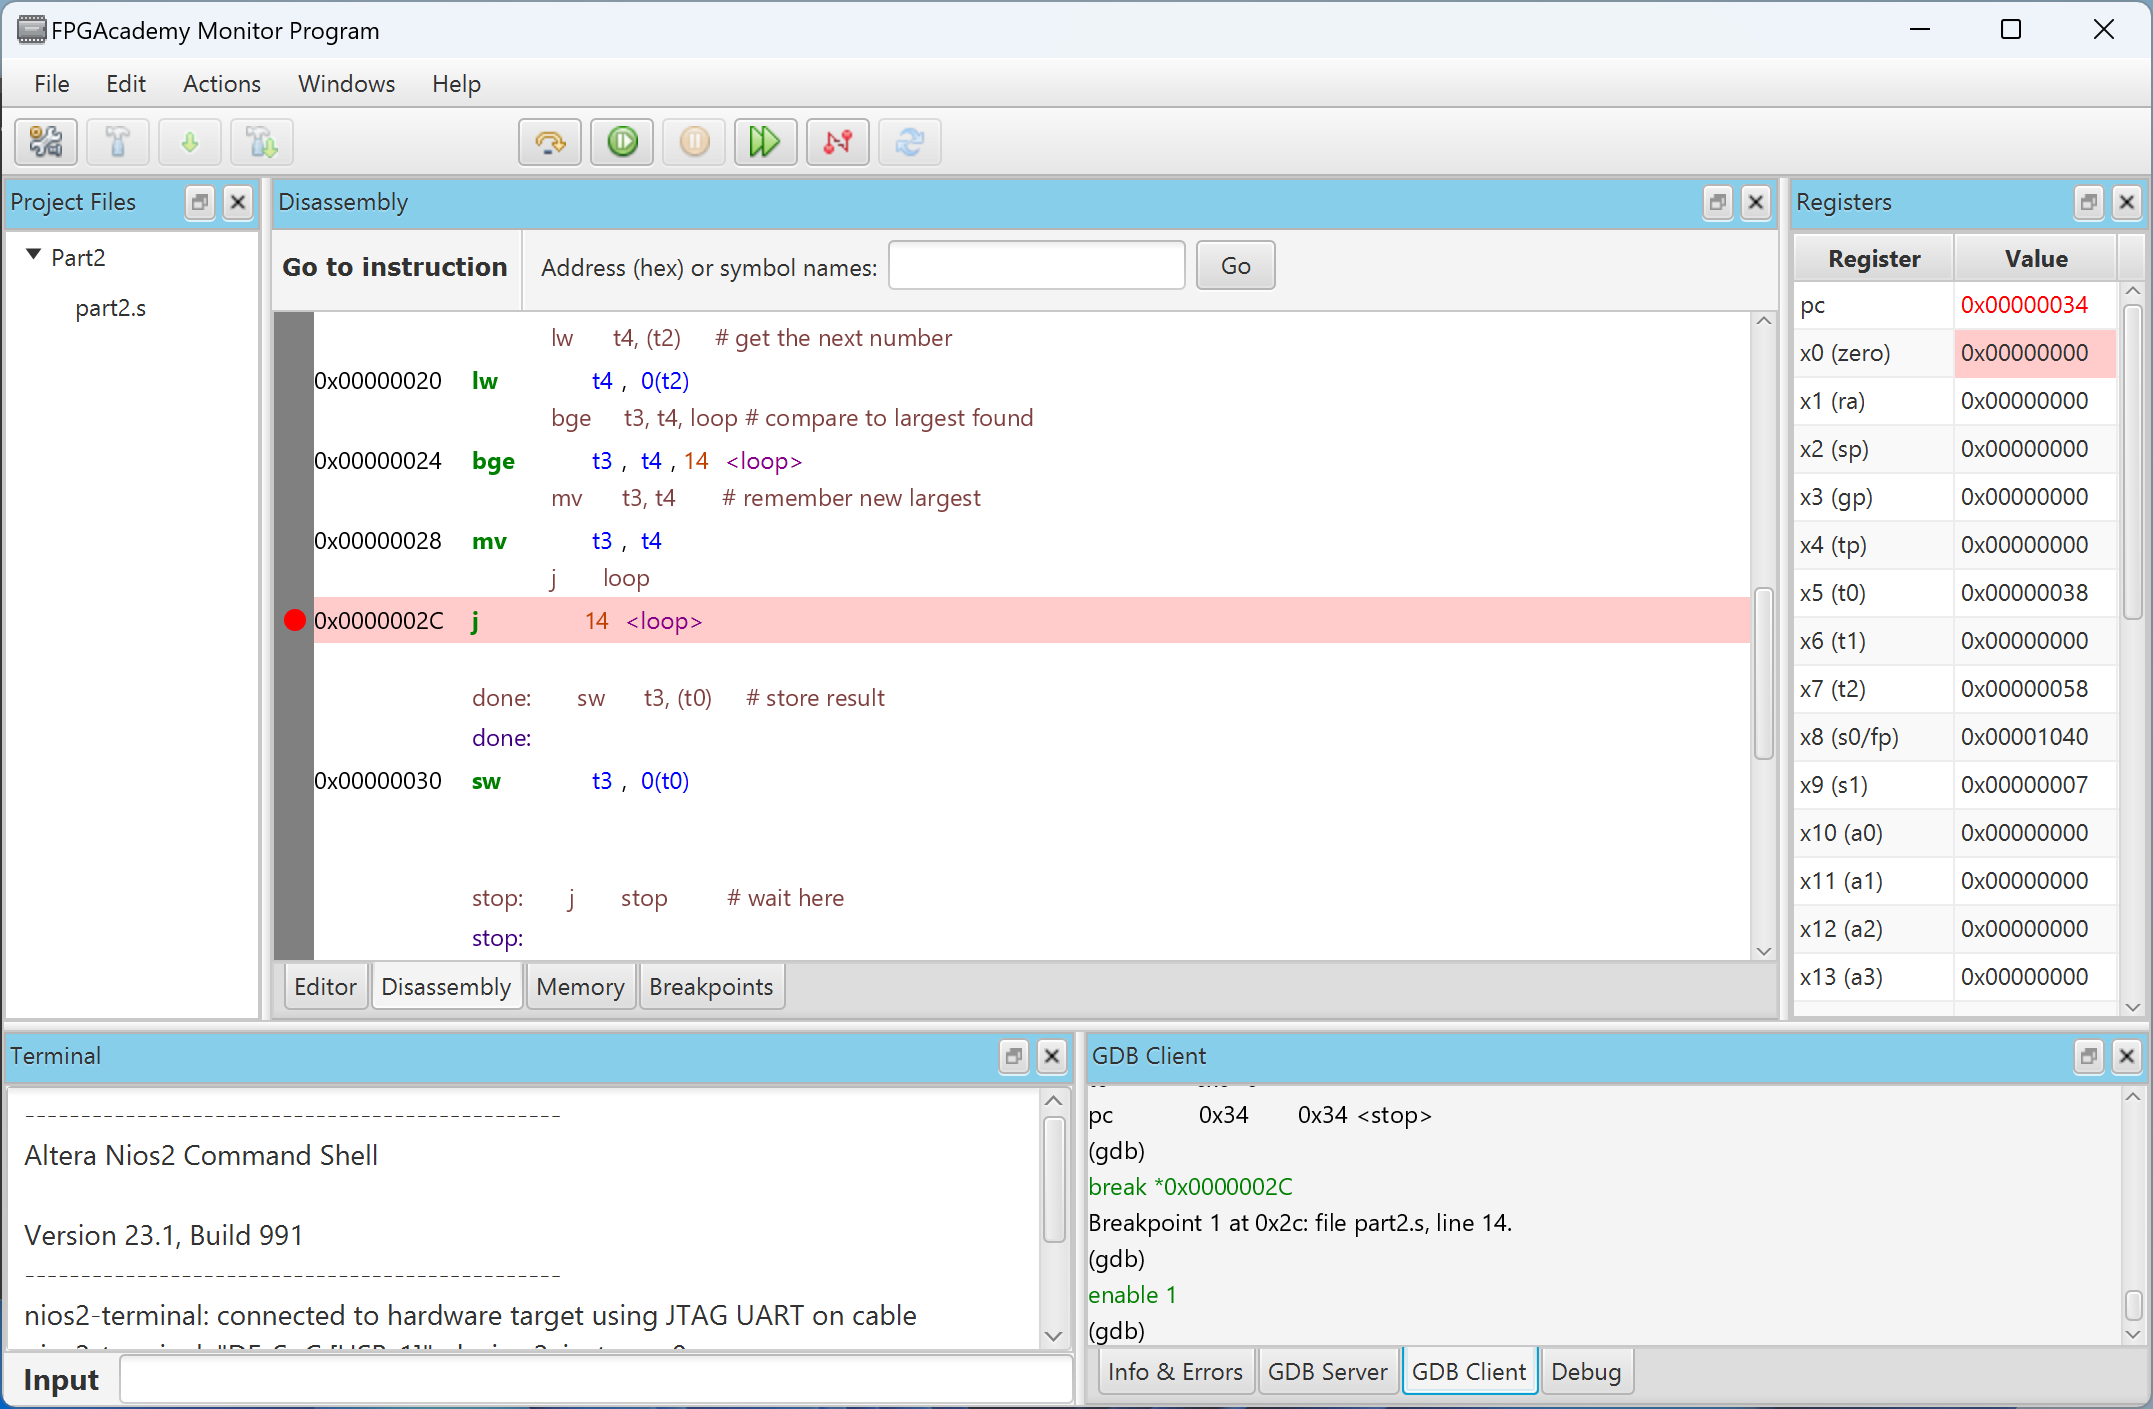 FPGAcademy Monitor Program
File Edit Actions Windows Help
Project Files
Part2
part2.s
Disassembly
Go to instruction Address (hex) or symbol names: Go
lw t4, (t2) # get the next number
0x00000020 lw t4 , 0(t2)
bge t3, t4, loop # compare to largest found
0x00000024 bge t3 , t4 , 14 <loop>
mv t3, t4 # remember new largest
0x00000028 mv t3 , t4
j loop
0x0000002C j 14 <loop>
done: sw t3, (t0) # store result
done:
0x00000030 sw t3 , 0(t0)
stop: j stop # wait here
stop:
Editor Disassembly Memory Breakpoints
Registers
Register Value
pc 0x00000034
x0 (zero) 0x00000000
x1 (ra) 0x00000000
x2 (sp) 0x00000000
x3 (gp) 0x00000000
x4 (tp) 0x00000000
x5 (t0) 0x00000038
x6 (t1) 0x00000000
x7 (t2) 0x00000058
x8 (s0/fp) 0x00001040
x9 (s1) 0x00000007
x10 (a0) 0x00000000
x11 (a1) 0x00000000
x12 (a2) 0x00000000
x13 (a3) 0x00000000
Terminal
------------------------------------------------
Altera Nios2 Command Shell
Version 23.1, Build 991
------------------------------------------------
nios2-terminal: connected to hardware target using JTAG UART on cable
Input
GDB Client
pc 0x34 0x34 <stop>
(gdb)
break *0x0000002C
Breakpoint 1 at 0x2c: file part2.s, line 14.
(gdb)
enable 1
(gdb)
Info & Errors GDB Server GDB Client Debug